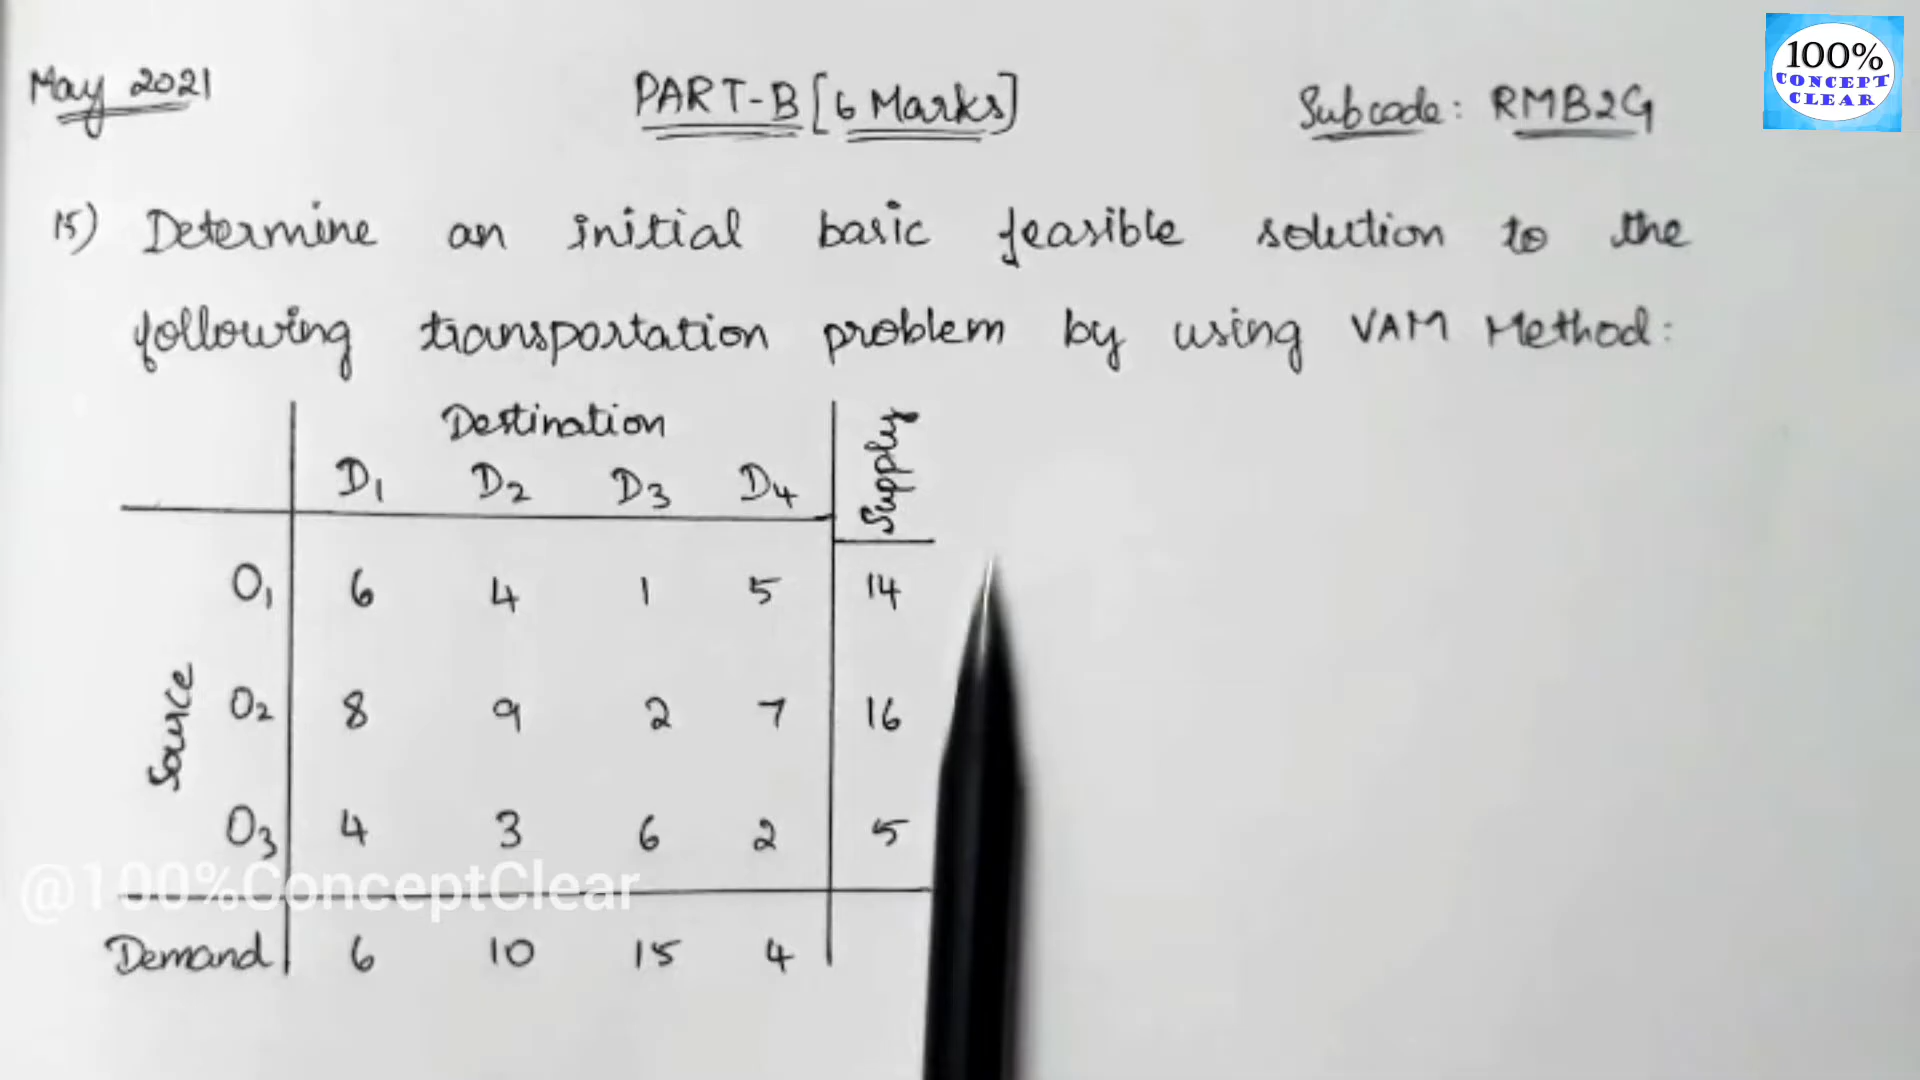 May 2021 PART-B [6 Marks] Subcode: RMB2G
100%
CONCEPT
CLEAR
15) Determine an initial basic feasible solution to the
following transportation problem by using VAM Method:
Destination Supply
D1 D2 D3 D4
Source
O1 6 4 1 5 14
O2 8 9 2 7 16
O3 4 3 6 2 5
@100%ConceptClear
Demand 6 10 15 4